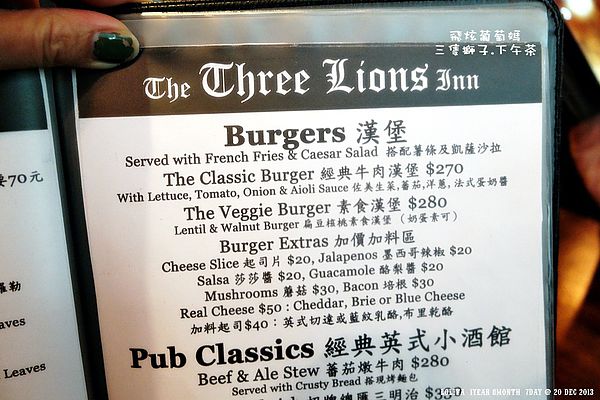 飛炫葡萄媽
三隻獅子.下午茶
The Three Lions Inn
Burgers 漢堡
Served with French Fries & Caesar Salad 搭配薯條及凱薩沙拉
The Classic Burger 經典牛肉漢堡 $270
With Lettuce, Tomato, Onion & Aioli Sauce 佐美生菜,蕃茄,洋蔥, 法式蛋奶醬
The Veggie Burger 素食漢堡 $280
Lentil & Walnut Burger 扁豆核桃素食漢堡 (奶蛋素可)
Burger Extras 加價加料區
Cheese Slice 起司片 $20, Jalapenos 墨西哥辣椒 $20
Salsa 莎莎醬 $20, Guacamole 酪梨醬 $20
Mushrooms 蘑菇 $30, Bacon 培根 $30
Real Cheese $50 : Cheddar, Brie or Blue Cheese
加料起司$40：英式切達或藍紋乳酪,布里乾酪
Pub Classics 經典英式小酒館
Beef & Ale Stew 蕃茄燉牛肉 $280
Served with Crusty Bread 搭現烤麵包
70元
羅勒
aves
Leaves
LOLITA 1YEAR 8MONTH 7DAY @ 20 DEC 2013